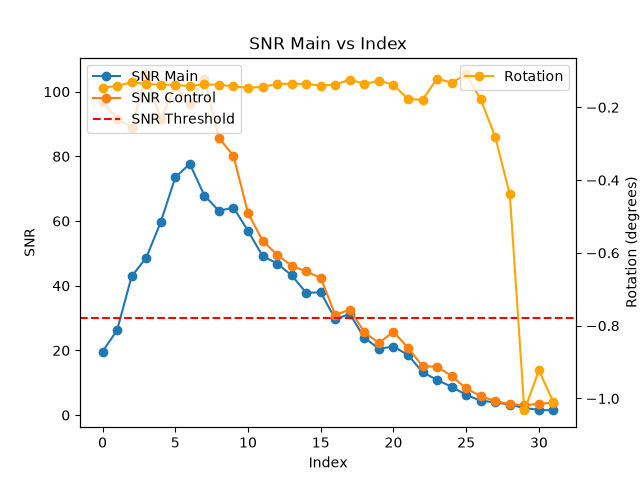 SNR Main vs Index
SNR Main
SNR Control
SNR Threshold
Rotation
SNR
100
80
60
40
20
0
0
5
10
15
20
25
30
Index
−0.2
−0.4
−0.6
−0.8
−1.0
Rotation (degrees)